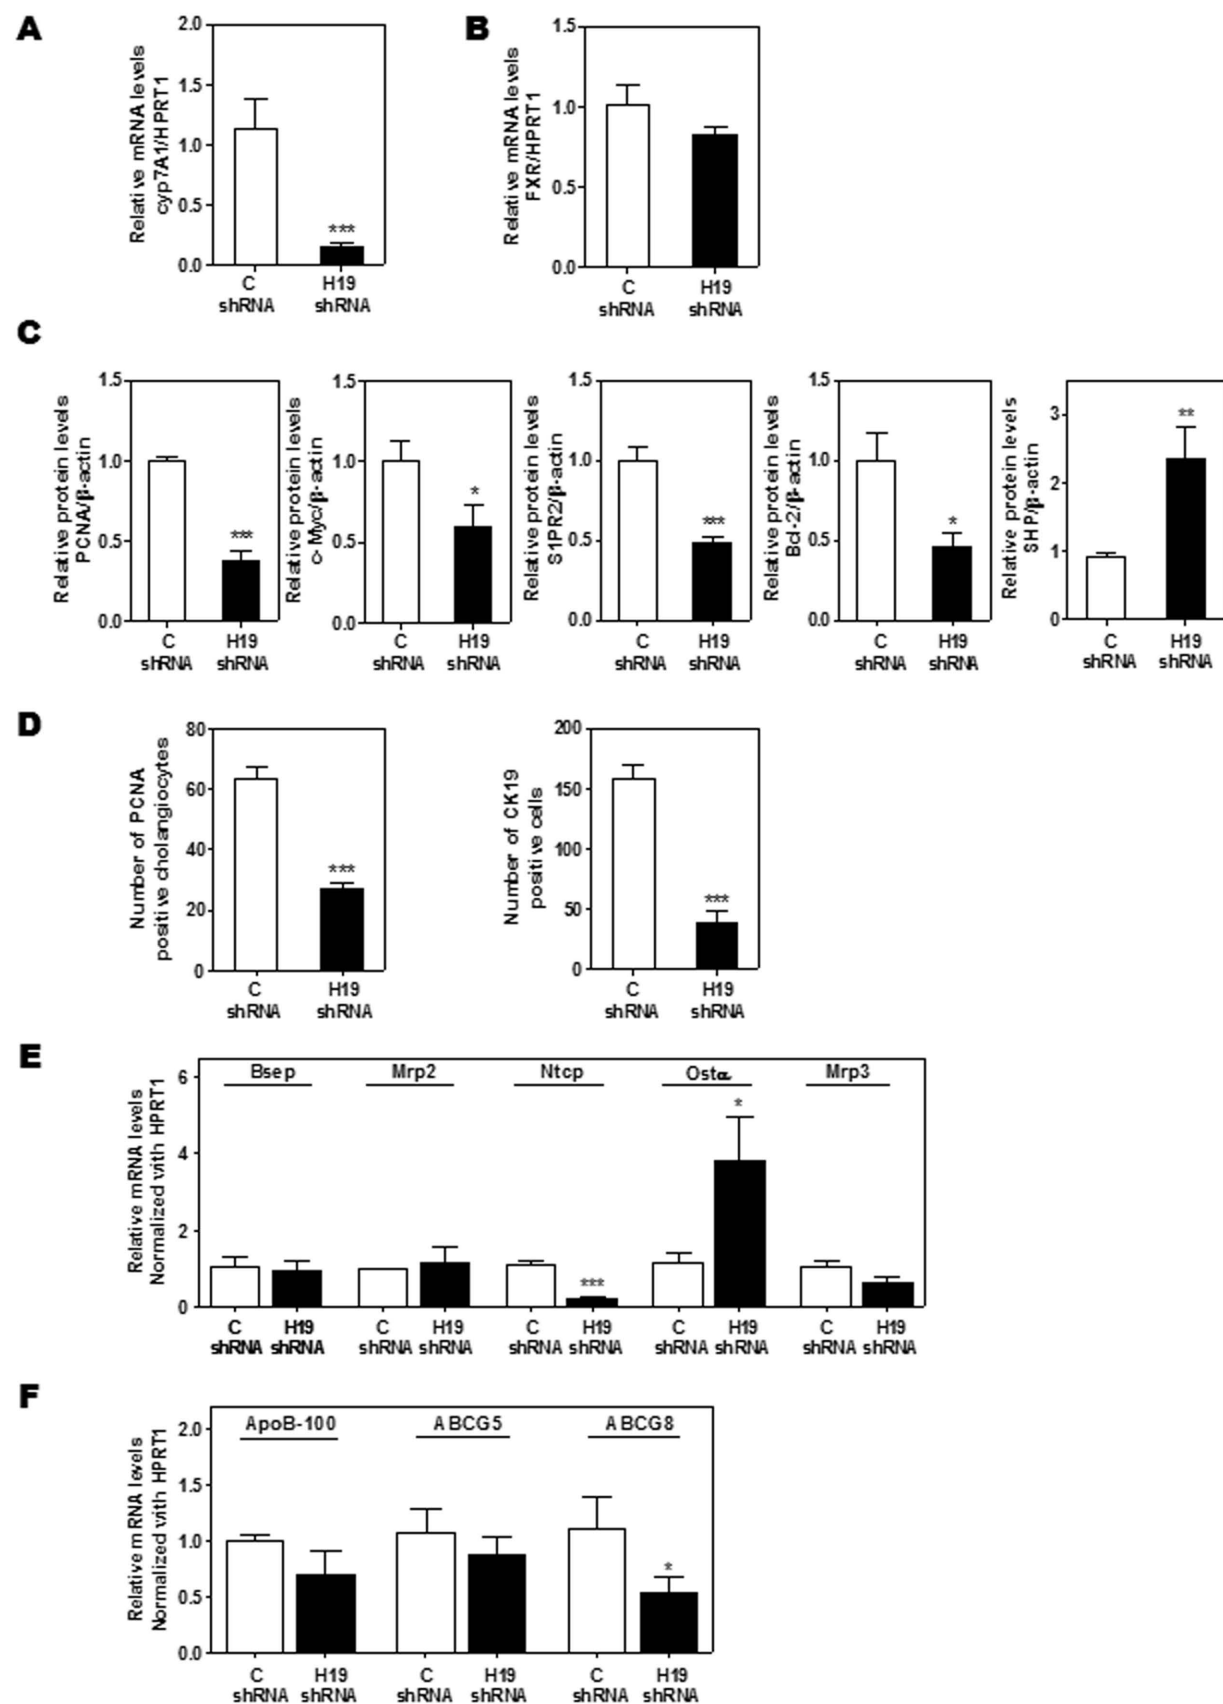 A
Relative mRNA levels
cyp7A1/HPRT1
2.0
1.5
1.0
0.5
0.0
***
C
shRNA
H19
shRNA
B
Relative mRNA levels
FXR/HPRT1
1.5
1.0
0.5
0.0
C
shRNA
H19
shRNA
C
Relative protein levels
PCNA/β-actin
1.5
1.0
0.5
0.0
***
C
shRNA
H19
shRNA
Relative protein levels
c-Myc/β-actin
1.5
1.0
0.5
0.0
*
C
shRNA
H19
shRNA
Relative protein levels
S1PR2/β-actin
1.5
1.0
0.5
0.0
***
C
shRNA
H19
shRNA
Relative protein levels
Bcl-2/β-actin
1.5
1.0
0.5
0.0
*
C
shRNA
H19
shRNA
Relative protein levels
SHP/β-actin
3
2
1
0
**
C
shRNA
H19
shRNA
D
Number of PCNA
positive cholangiocytes
80
60
40
20
0
***
C
shRNA
H19
shRNA
Number of CK19
positive cells
200
150
100
50
0
***
C
shRNA
H19
shRNA
E
Relative mRNA levels
Normalized with HPRT1
6
4
2
0
Bsep
Mrp2
Ntcp
Ostα
Mrp3
***
*
C
shRNA
H19
shRNA
C
shRNA
H19
shRNA
C
shRNA
H19
shRNA
C
shRNA
H19
shRNA
C
shRNA
H19
shRNA
F
Relative mRNA levels
Normalized with HPRT1
2.0
1.5
1.0
0.5
0.0
ApoB-100
ABCG5
ABCG8
*
C
shRNA
H19
shRNA
C
shRNA
H19
shRNA
C
shRNA
H19
shRNA